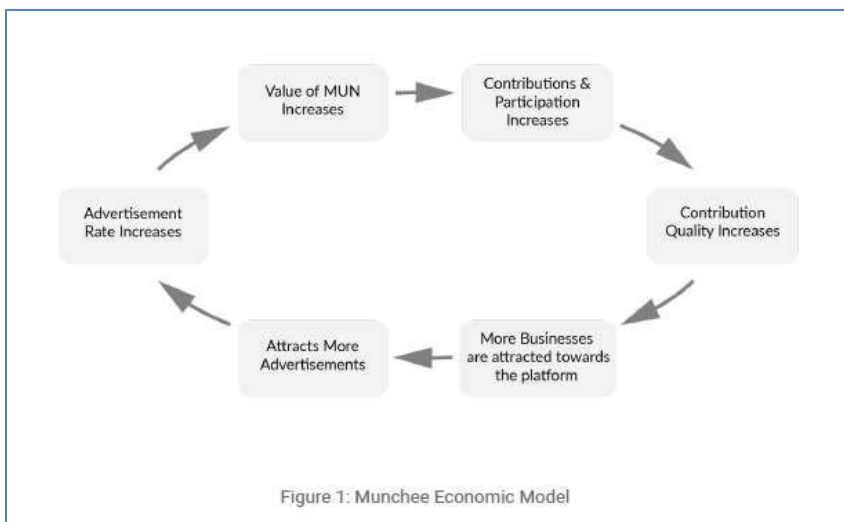 Value of MUN
Increases
Contributions &
Participation
Increases
Advertisement
Rate Increases
Contribution
Quality Increases
Attracts More
Advertisements
More Businesses
are attracted towards
the platform
Figure 1: Munchee Economic Model